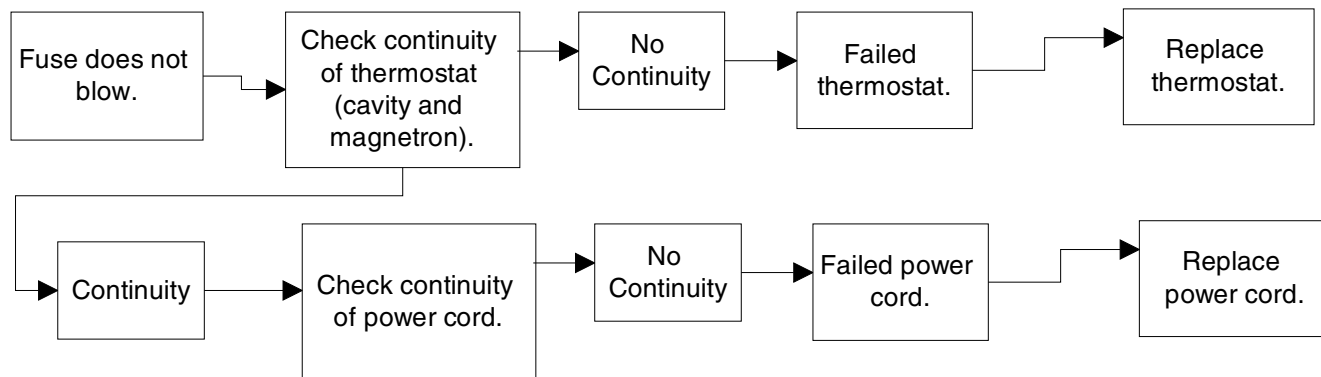 Fuse does not
blow.
Check continuity
of thermostat
(cavity and
magnetron).
No
Continuity
Failed
thermostat.
Replace
thermostat.
Continuity
Check continuity
of power cord.
No
Continuity
Failed power
cord.
Replace
power cord.